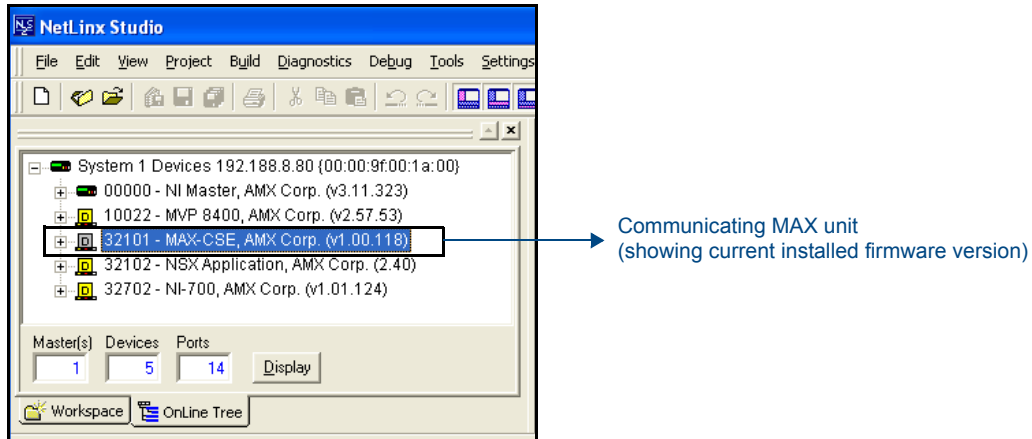 NetLinx Studio
File Edit View Project Build Diagnostics Debug Tools Settings
System 1 Devices 192.188.8.80 {00:00:9f:00:1a:00}
00000 - NI Master, AMX Corp. (v3.11.323)
10022 - MVP 8400, AMX Corp. (v2.57.53)
32101 - MAX-CSE, AMX Corp. (v1.00.118)
32102 - NSX Application, AMX Corp. (2.40)
32702 - NI-700, AMX Corp. (v1.01.124)
Communicating MAX unit
(showing current installed firmware version)
Master(s) Devices Ports
1 5 14 Display
Workspace OnLine Tree